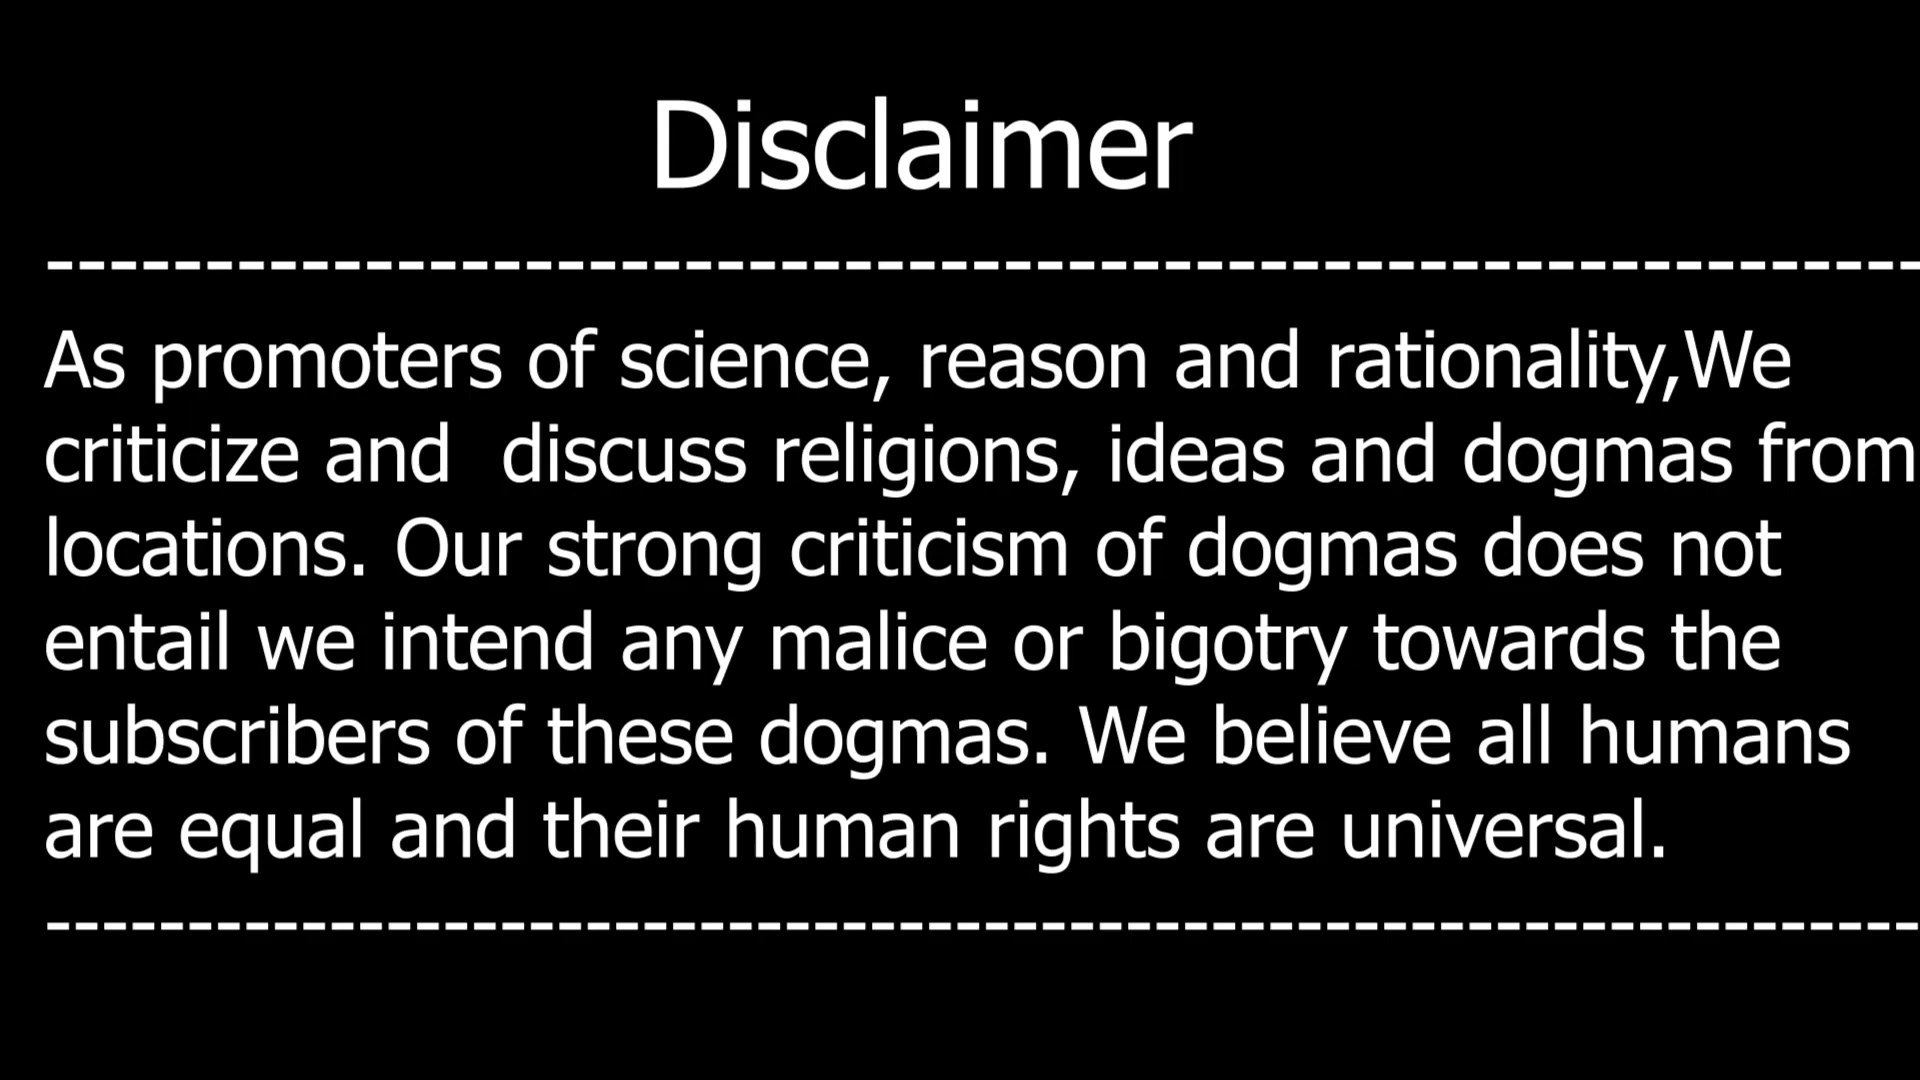 Disclaimer
-----------------------------------------------------------
As promoters of science, reason and rationality,We
criticize and  discuss religions, ideas and dogmas from
locations. Our strong criticism of dogmas does not
entail we intend any malice or bigotry towards the
subscribers of these dogmas. We believe all humans
are equal and their human rights are universal.
------------------------------------------------------------------